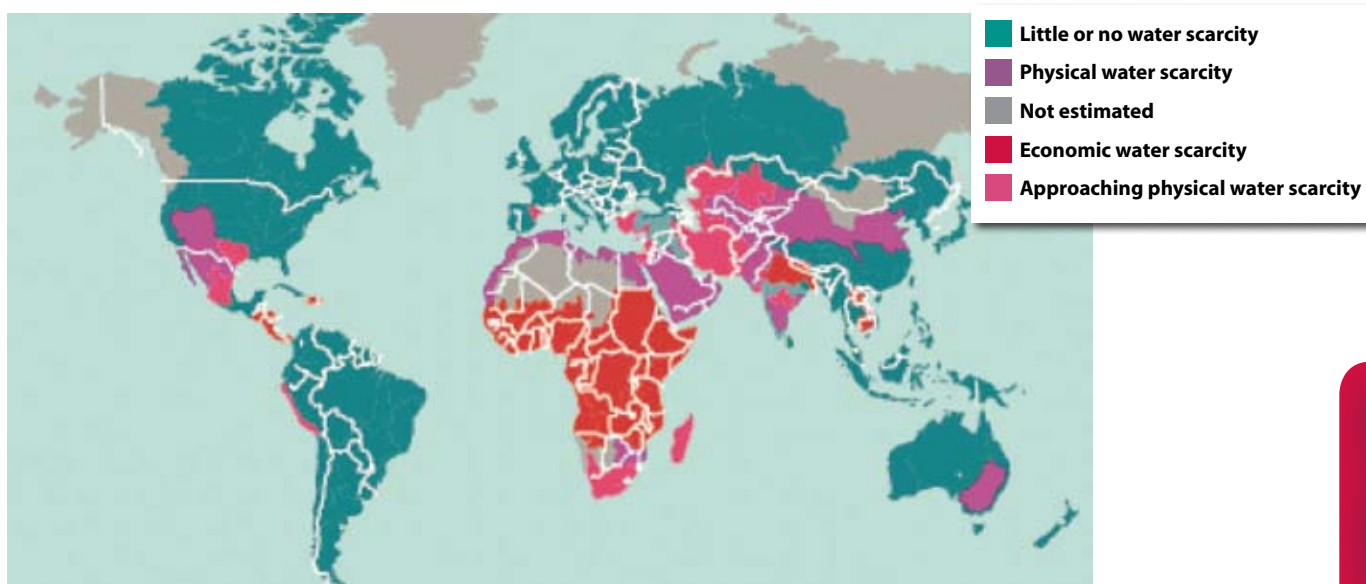 Little or no water scarcity
Physical water scarcity
Not estimated
Economic water scarcity
Approaching physical water scarcity